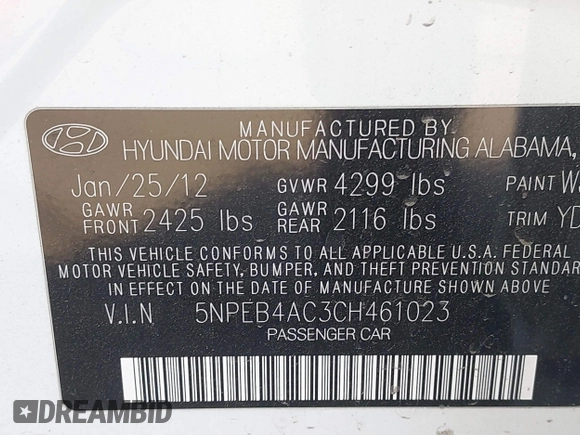 MANUFACTURED BY
HYUNDAI MOTOR MANUFACTURING ALABAMA,
Jan/25/12 GVWR 4299 lbs PAINT
GAWR FRONT 2425 lbs GAWR REAR 2116 lbs TRIM YD
THIS VEHICLE CONFORMS TO ALL APPLICABLE U.S.A. FEDERAL
MOTOR VEHICLE SAFETY, BUMPER, AND THEFT PREVENTION STANDA
IN EFFECT ON THE DATE OF MANUFACTURE SHOWN ABOVE
V.I.N 5NPEB4AC3CH461023
PASSENGER CAR
DREAMBID